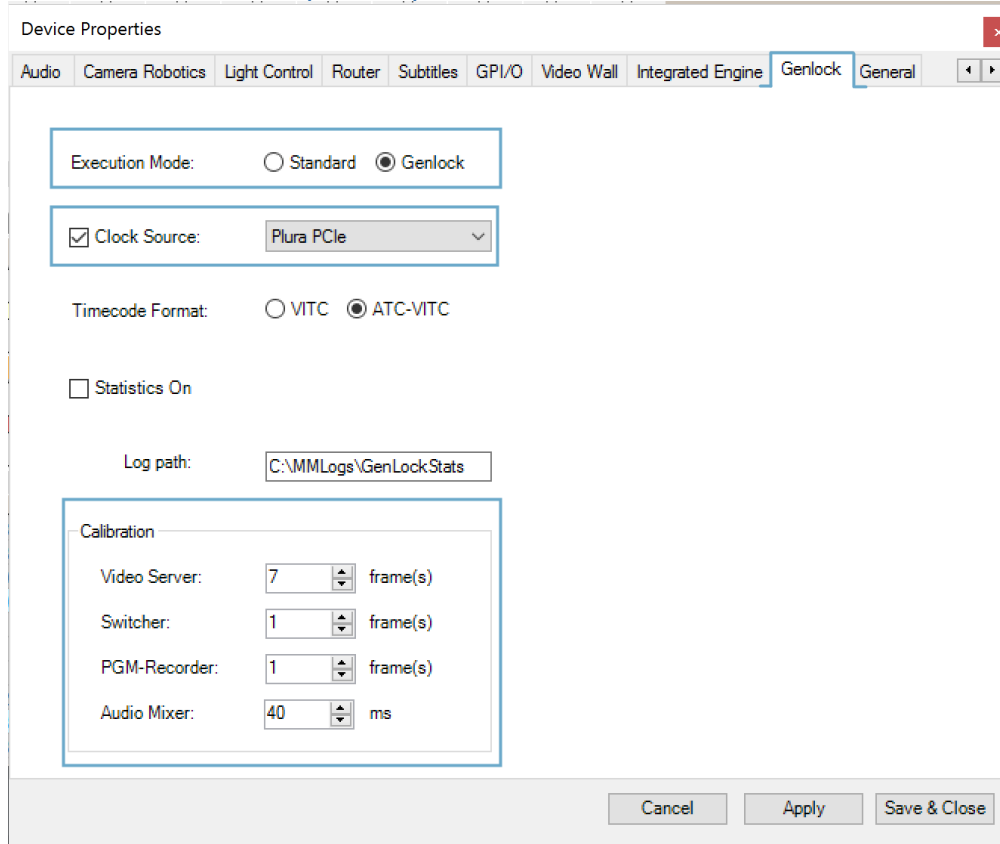 Device Properties
Audio Camera Robotics Light Control Router Subtitles GPI/O Video Wall Integrated Engine Genlock General
Execution Mode: Standard Genlock
Clock Source: Plura PCIe
Timecode Format: VITC ATC-VITC
Statistics On
Log path: C:\MMLogs\GenLockStats
Calibration
Video Server: 7 frame(s)
Switcher: 1 frame(s)
PGM-Recorder: 1 frame(s)
Audio Mixer: 40 ms
Cancel Apply Save & Close